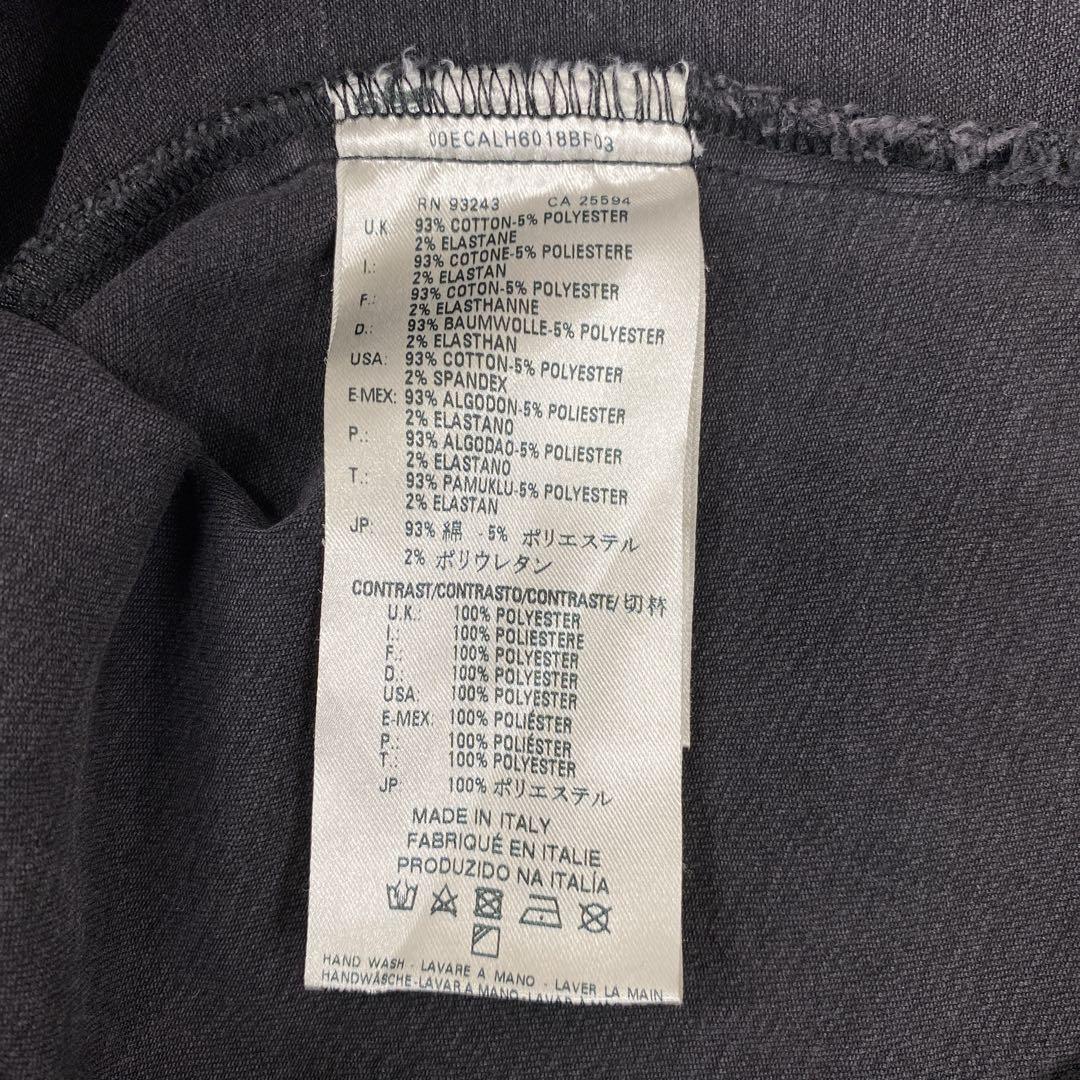 00ECALH6018BF03
RN 93243 CA 25594
U.K: 93% COTTON-5% POLYESTER
2% ELASTANE
I.: 93% COTONE-5% POLIESTERE
2% ELASTAN
F.: 93% COTON-5% POLYESTER
2% ELASTHANNE
D.: 93% BAUMWOLLE-5% POLYESTER
2% ELASTHAN
USA: 93% COTTON-5% POLYESTER
2% SPANDEX
E-MEX: 93% ALGODON-5% POLIESTER
2% ELASTANO
P.: 93% ALGODAO-5% POLIESTER
2% ELASTANO
T.: 93% PAMUKLU-5% POLYESTER
2% ELASTAN
JP: 93% 綿 - 5% ポリエステル
2% ポリウレタン
CONTRAST/CONTRASTO/CONTRASTE/切替
U.K.: 100% POLYESTER
I.: 100% POLIESTERE
F.: 100% POLYESTER
D.: 100% POLYESTER
USA: 100% POLYESTER
E-MEX: 100% POLIÉSTER
P.: 100% POLIÉSTER
T.: 100% POLYESTER
JP 100% ポリエステル
MADE IN ITALY
FABRIQUÉ EN ITALIE
PRODUZIDO NA ITALÍA
HAND WASH - LAVARE A MANO - LAVER LA MAIN
HANDWÄSCHE-LAVAR A MANO-LAVAR A MANO